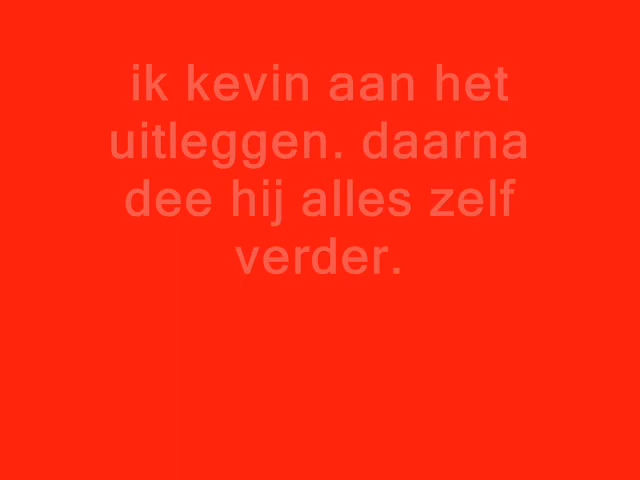 ik kevin aan het
uitleggen. daarna
dee hij alles zelf
verder.